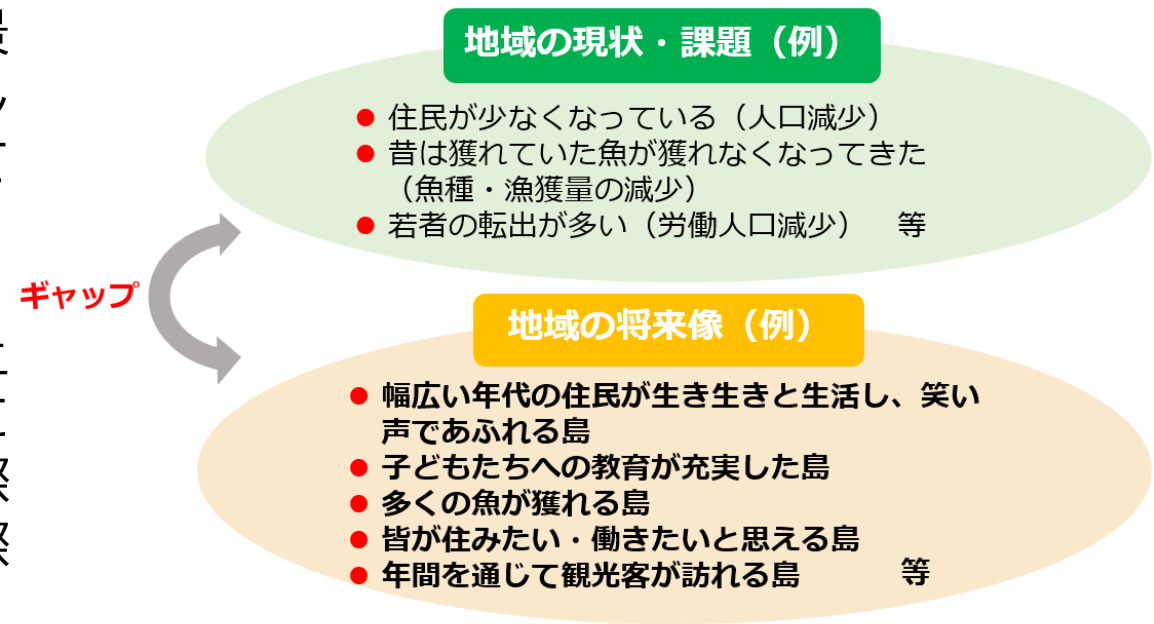 地域の現状・課題（例）
● 住民が少なくなっている（人口減少）
● 昔は獲れていた魚が獲れなくなってきた
（魚種・漁獲量の減少）
● 若者の転出が多い（労働人口減少）　等
ギャップ
地域の将来像（例）
● 幅広い年代の住民が生き生きと生活し、笑い
声であふれる島
● 子どもたちへの教育が充実した島
● 多くの魚が獲れる島
● 皆が住みたい・働きたいと思える島
● 年間を通じて観光客が訪れる島　等